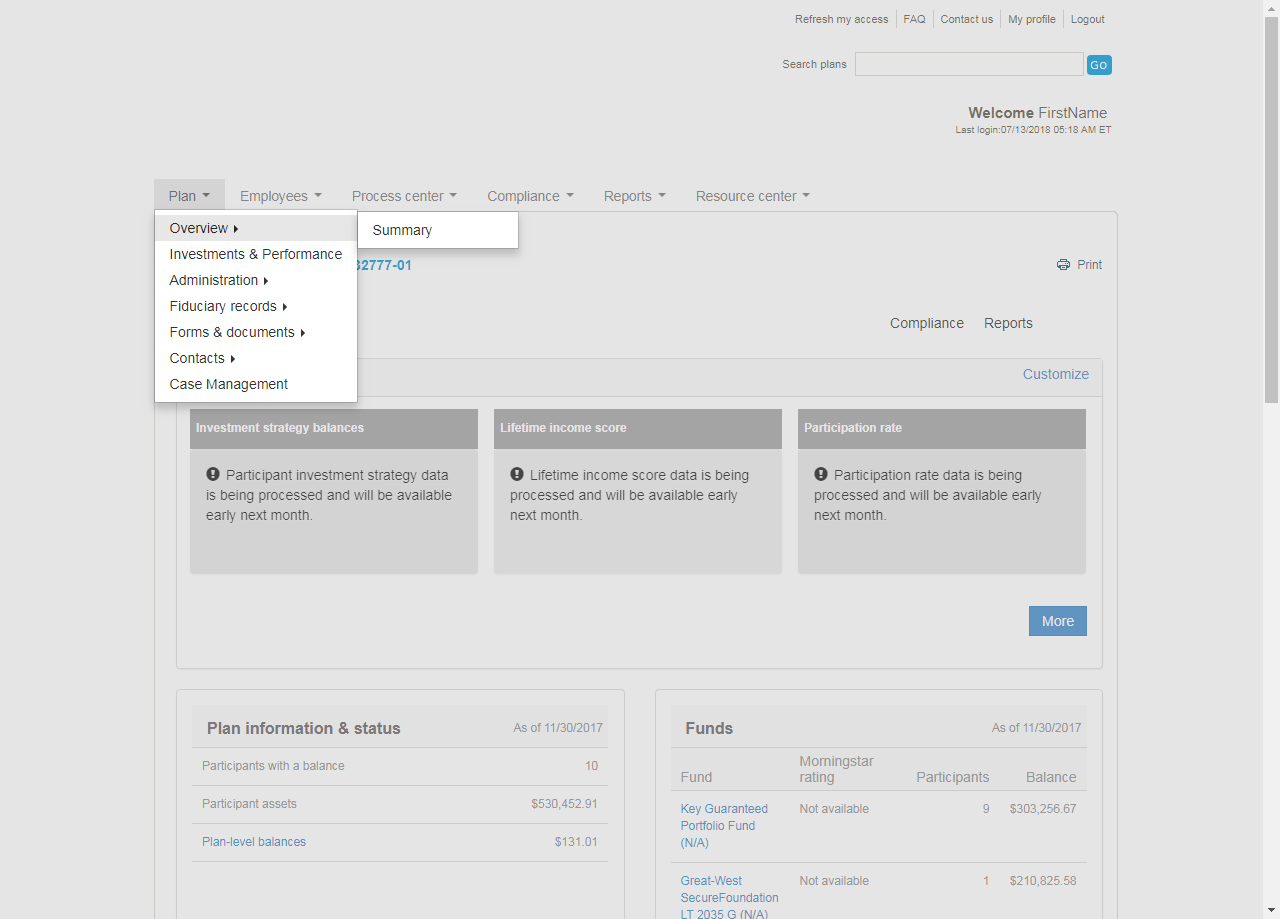 Refresh my access FAQ Contact us My profile Logout
Search plans Go
Welcome FirstName
Last login:07/13/2018 05:18 AM ET
Plan Employees Process center Compliance Reports Resource center
Overview
Summary
Investments & Performance
Administration
Fiduciary records
Forms & documents
Contacts
Case Management
2777-01
Print
Compliance Reports
Customize
Investment strategy balances
Participant investment strategy data
is being processed and will be available
early next month.
Lifetime income score
Lifetime income score data is being
processed and will be available early
next month.
Participation rate
Participation rate data is being
processed and will be available early
next month.
More
Plan information & status As of 11/30/2017
Participants with a balance 10
Participant assets $530,452.91
Plan-level balances $131.01
Funds As of 11/30/2017
Fund Morningstar rating Participants Balance
Key Guaranteed Not available 9 $303,256.67
Portfolio Fund
(N/A)
Great-West Not available 1 $210,825.58
SecureFoundation
LT 2035 G (N/A)